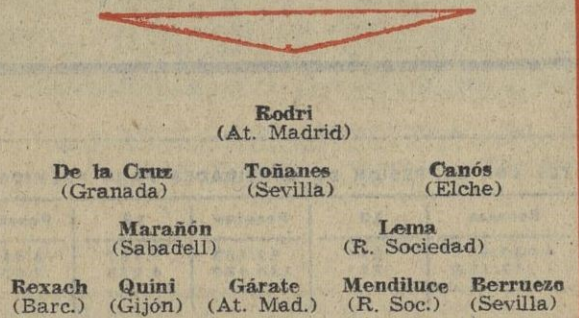 Rodri
(At. Madrid)
De la Cruz Toñanes Canós
(Granada) (Sevilla) (Elche)
Marañón Lema
(Sabadell) (R. Sociedad)
Rexach Quini Gárate Mendiluce Berruezo
(Barc.) (Gijón) (At. Mad.) (R. Soc.) (Sevilla)